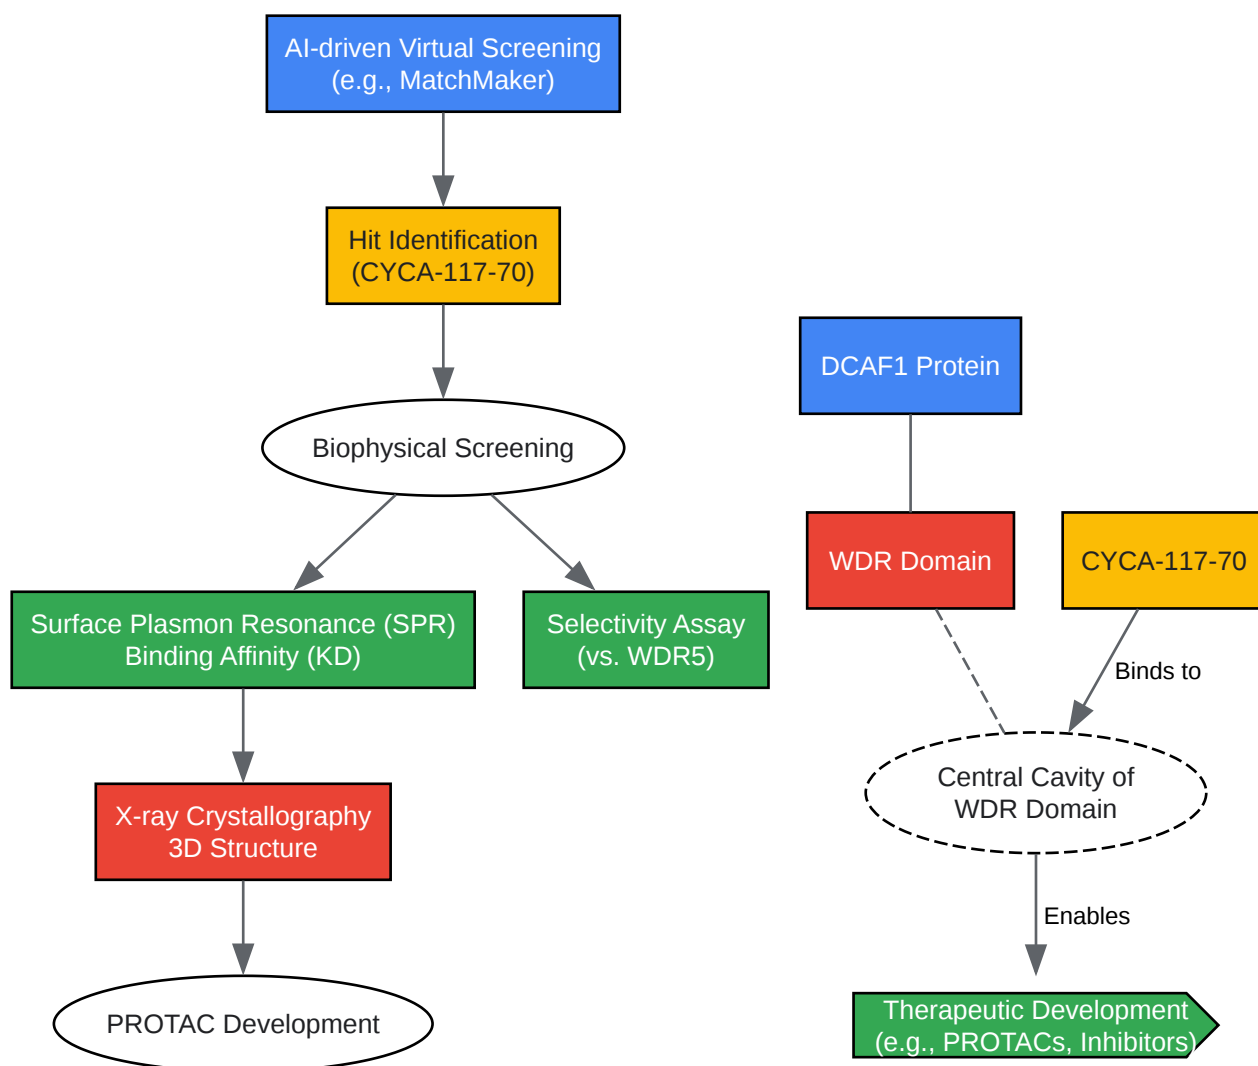 AI-driven Virtual Screening
(e.g., MatchMaker)
Hit Identification
(CYCA-117-70)
Biophysical Screening
Surface Plasmon Resonance (SPR)
Binding Affinity (KD)
Selectivity Assay
(vs. WDR5)
X-ray Crystallography
3D Structure
PROTAC Development
DCAF1 Protein
WDR Domain
CYCA-117-70
Binds to
Central Cavity of
WDR Domain
Enables
Therapeutic Development
(e.g., PROTACs, Inhibitors)